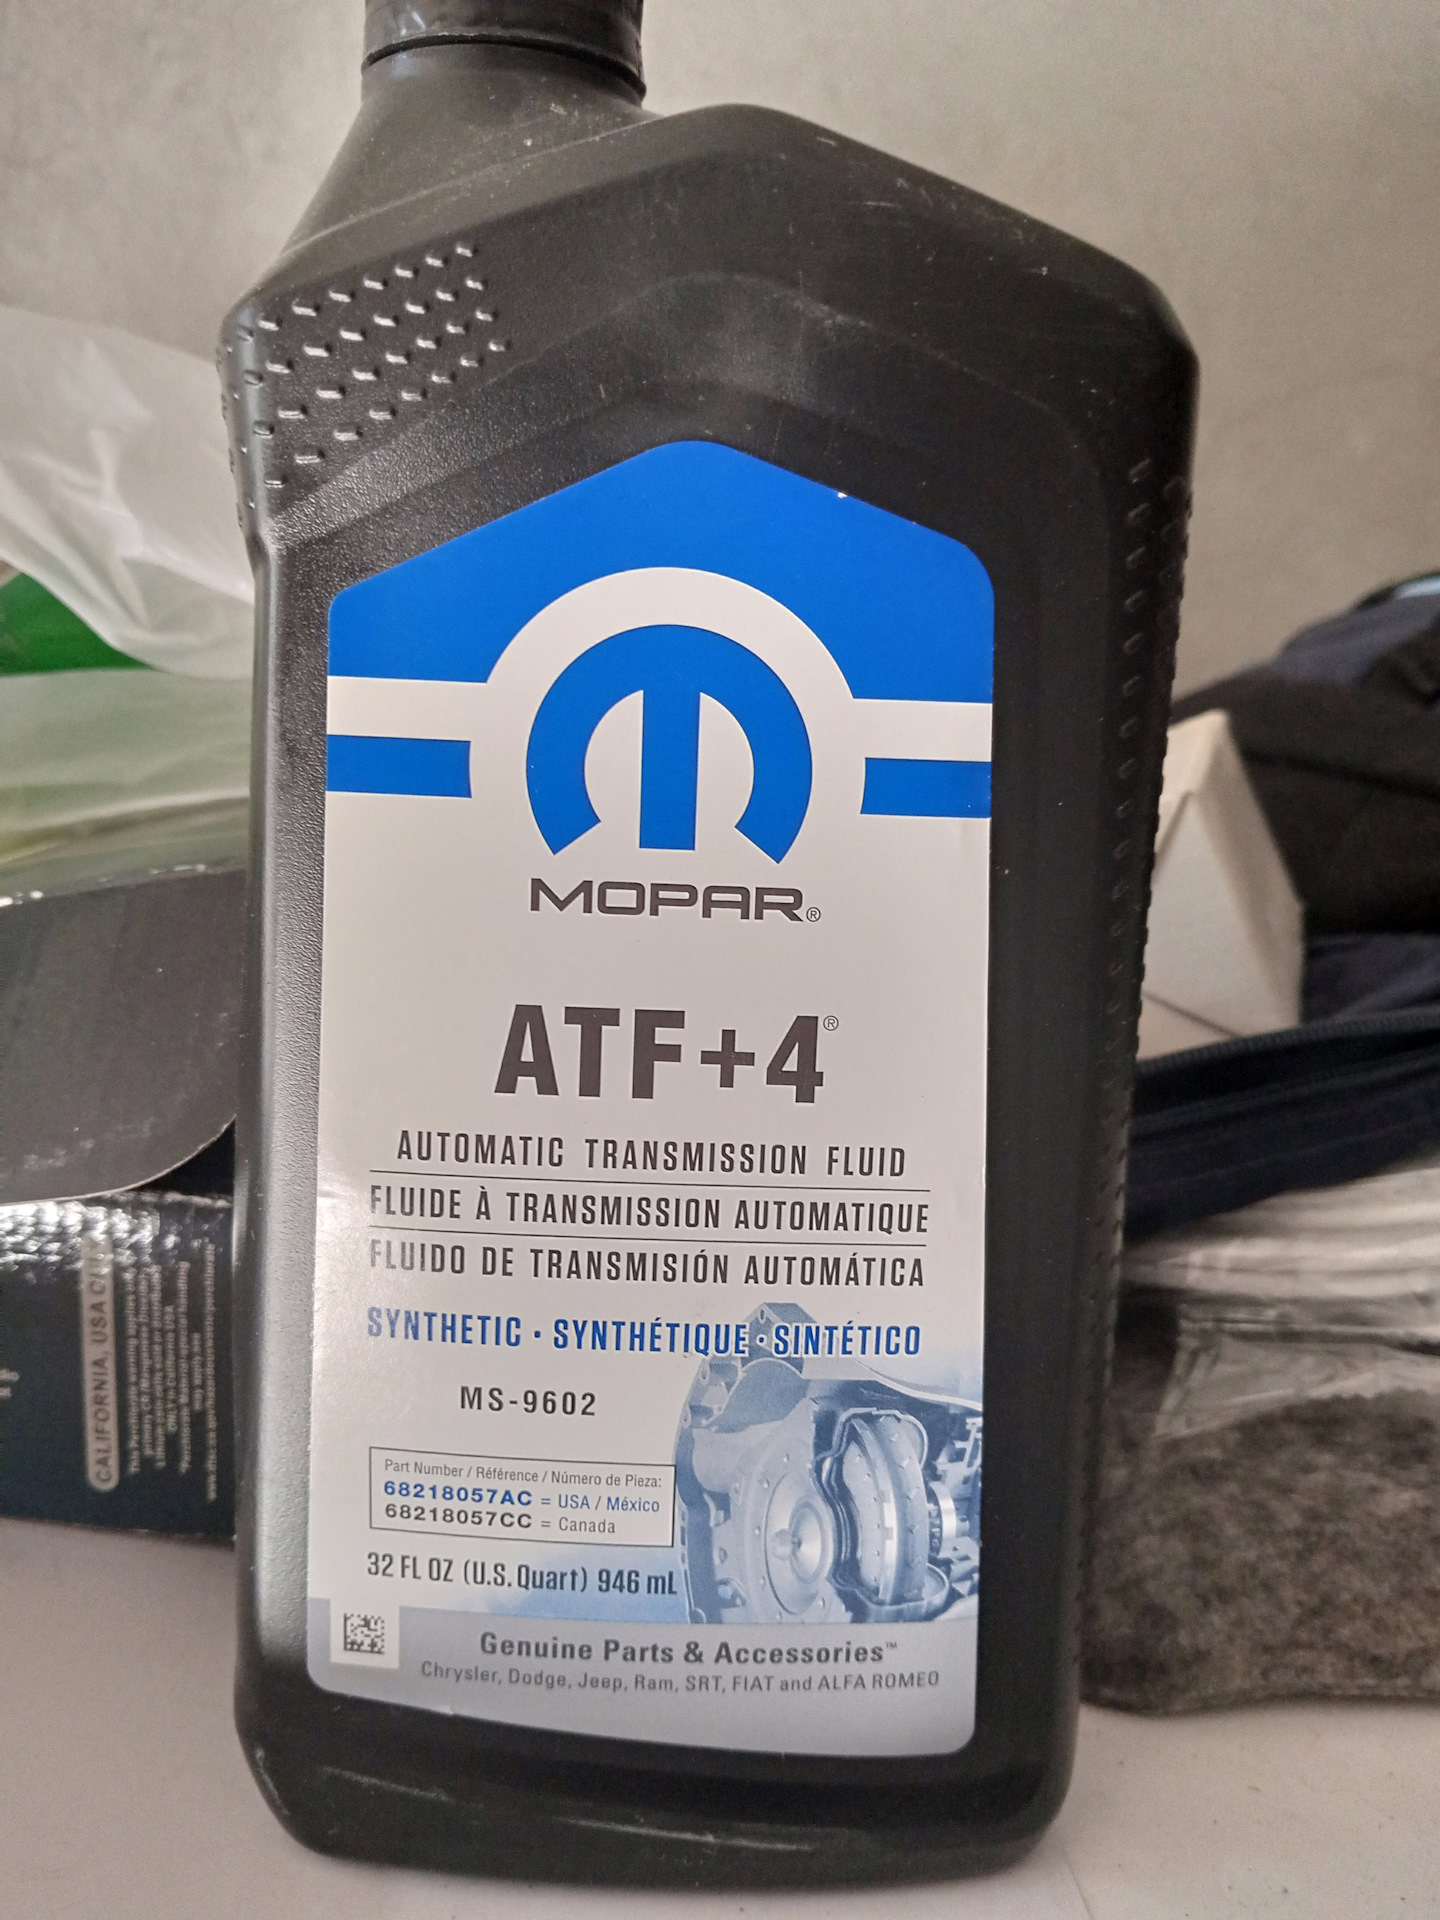 MOPAR®
ATF+4®
AUTOMATIC TRANSMISSION FLUID
FLUIDE À TRANSMISSION AUTOMATIQUE
FLUIDO DE TRANSMISIÓN AUTOMÁTICA
SYNTHETIC · SYNTHÉTIQUE · SINTÉTICO
MS-9602
Part Number / Référence / Número de Pieza:
68218057AC = USA / México
68218057CC = Canada
32 FL OZ (U.S. Quart) 946 mL
Genuine Parts & Accessories™
Chrysler, Dodge, Jeep, Ram, SRT, FIAT and ALFA ROMEO
CALIFORNIA, USA